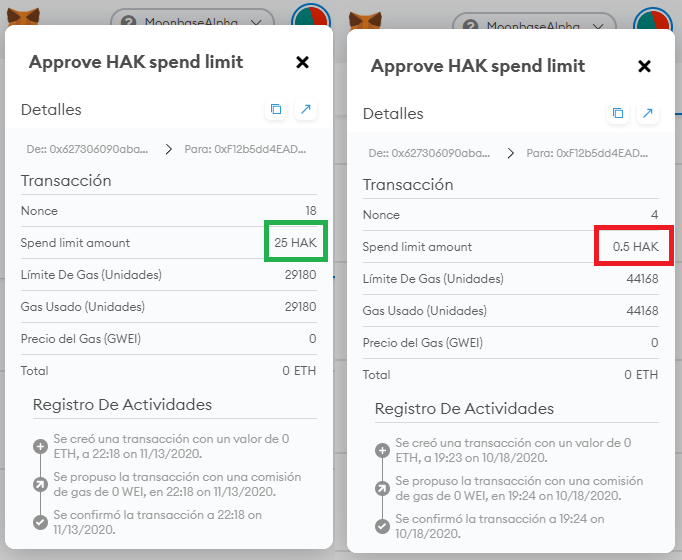 MoonbaseAlpha
Approve HAK spend limit
Detalles
De:: 0x627306090aba...
Para: 0xF12b5dd4EAD...
Transacción
Nonce 18
Spend limit amount 25 HAK
Límite De Gas (Unidades) 29180
Gas Usado (Unidades) 29180
Precio del Gas (GWEI) 0
Total 0 ETH
Registro De Actividades
Se creó una transacción con un valor de 0
ETH, a 22:18 on 11/13/2020.
Se propuso la transacción con una comisión
de gas de 0 WEI, en 22:18 on 11/13/2020.
Se confirmó la transacción a 22:18 on
11/13/2020.
MoonbaseAlpha
Approve HAK spend limit
Detalles
De:: 0x627306090aba...
Para: 0xF12b5dd4EAD...
Transacción
Nonce 4
Spend limit amount 0.5 HAK
Límite De Gas (Unidades) 44168
Gas Usado (Unidades) 44168
Precio del Gas (GWEI) 0
Total 0 ETH
Registro De Actividades
Se creó una transacción con un valor de 0
ETH, a 19:23 on 10/18/2020.
Se propuso la transacción con una comisión
de gas de 0 WEI, en 19:24 on 10/18/2020.
Se confirmó la transacción a 19:24 on
10/18/2020.